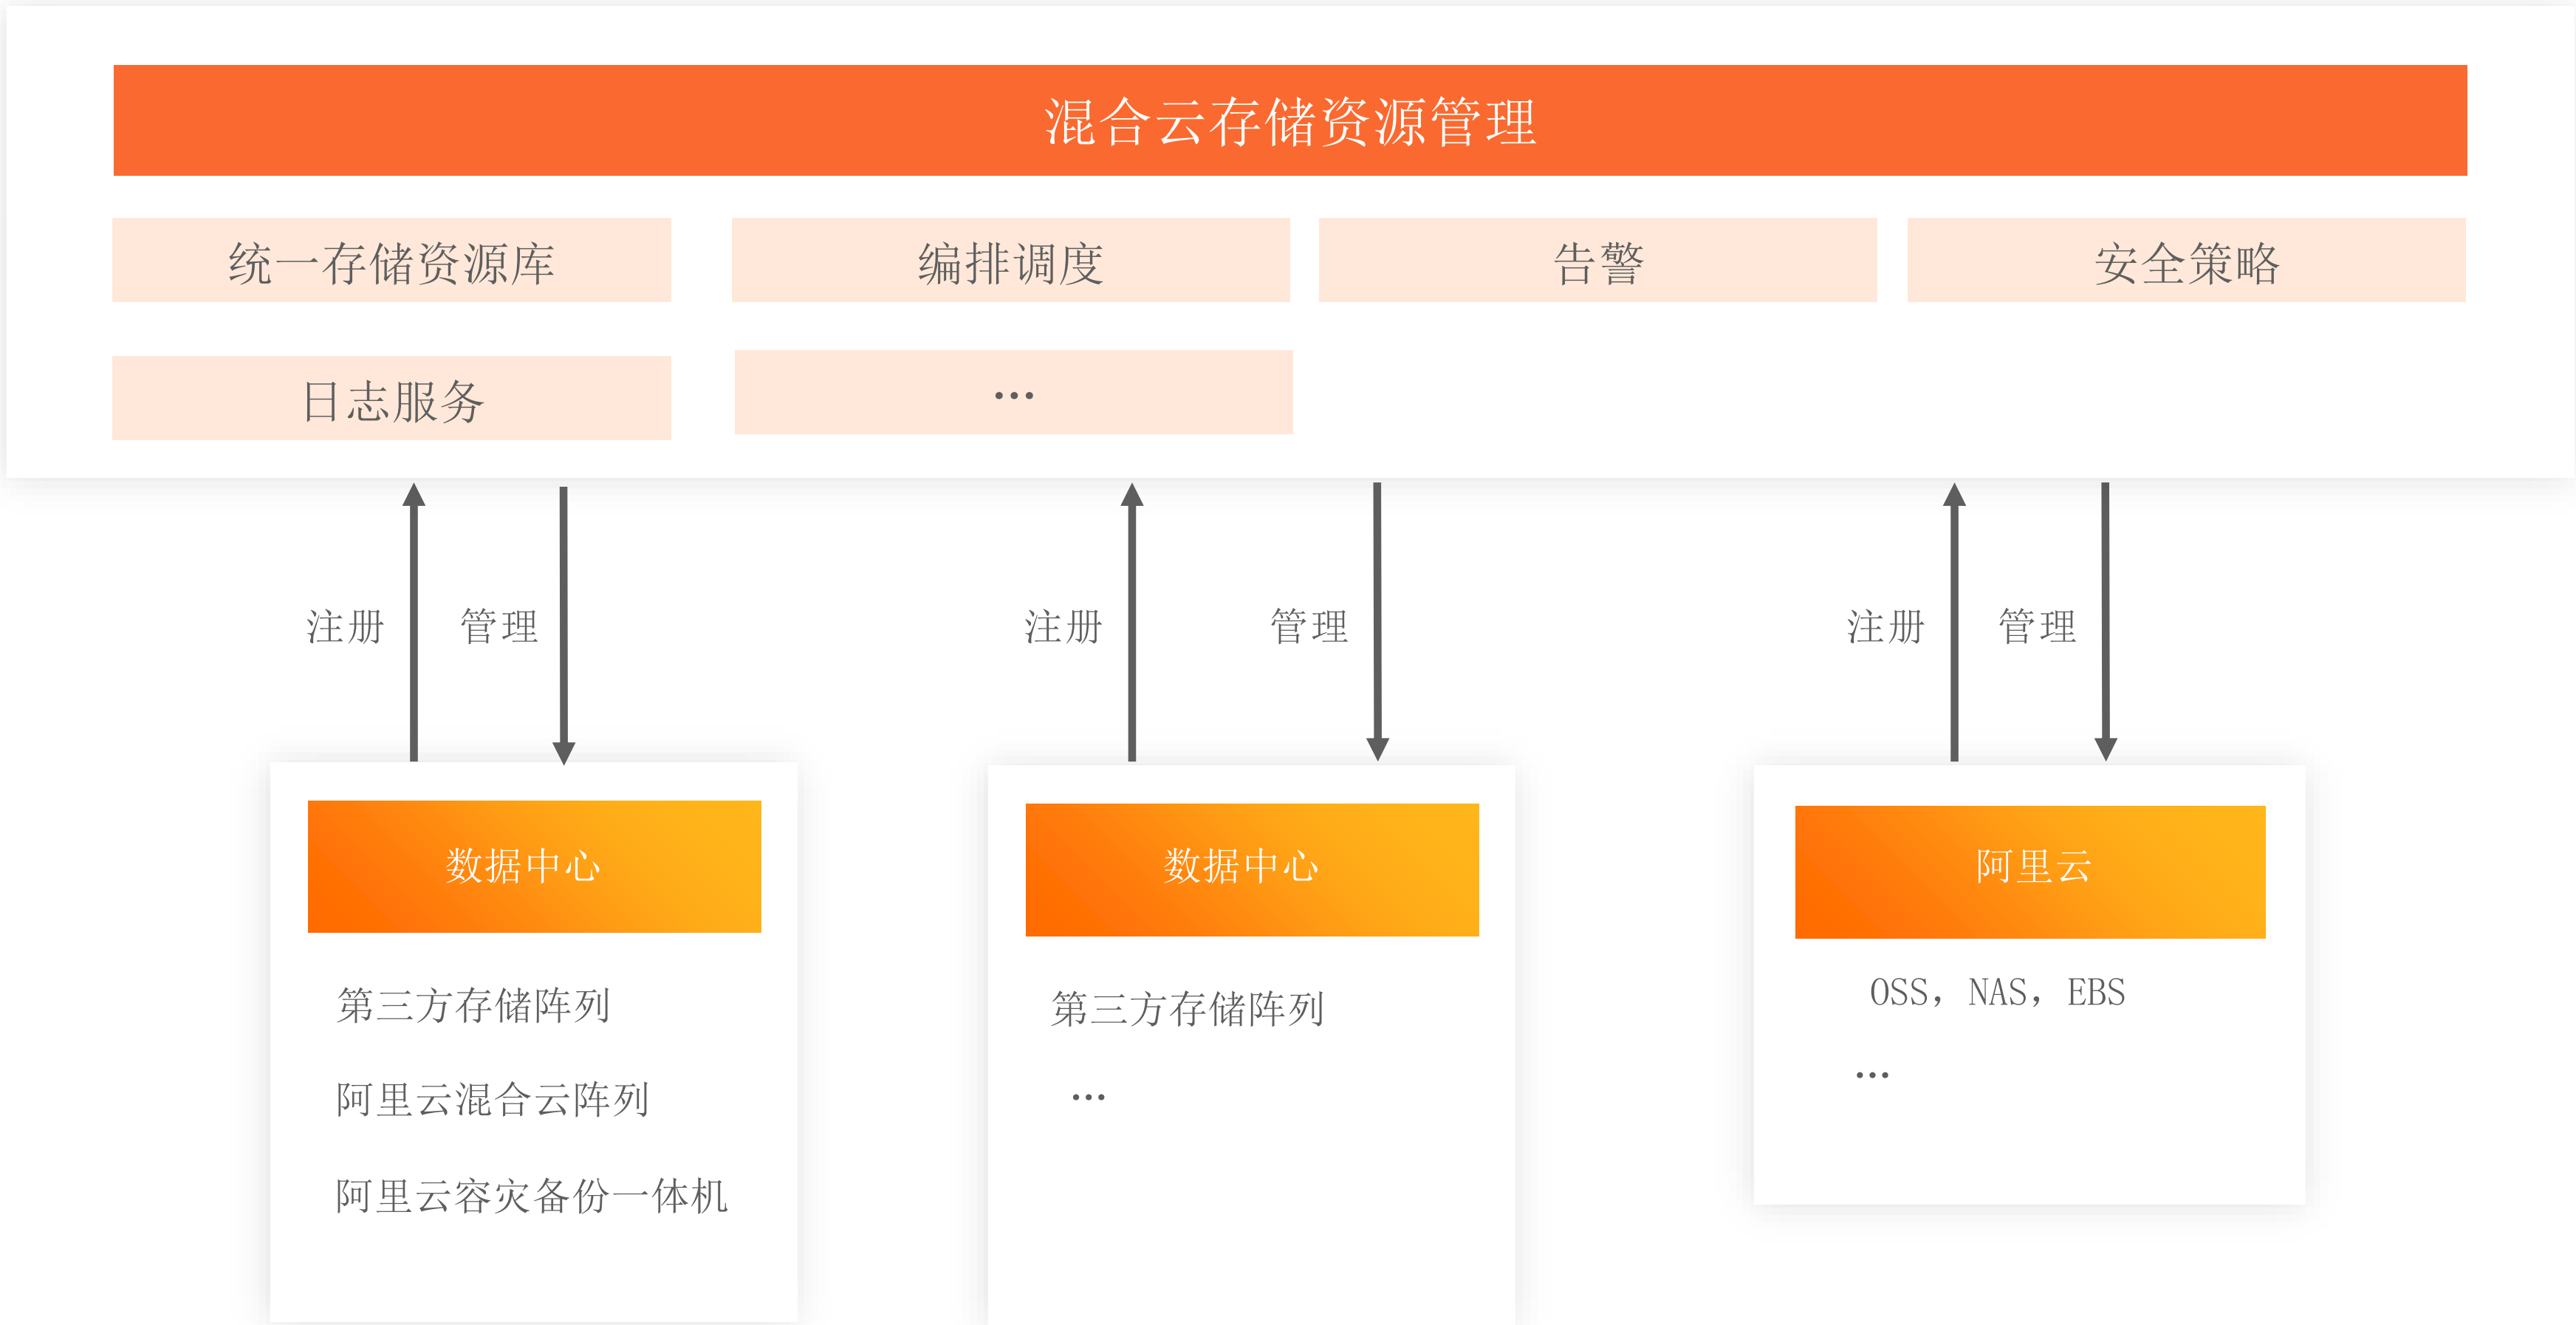 混合云存储资源管理
统一存储资源库
编排调度
告警
安全策略
日志服务
...
注册
管理
注册
管理
注册
管理
数据中心
第三方存储阵列
阿里云混合云阵列
阿里云容灾备份一体机
数据中心
第三方存储阵列
...
阿里云
OSS，NAS，EBS
...